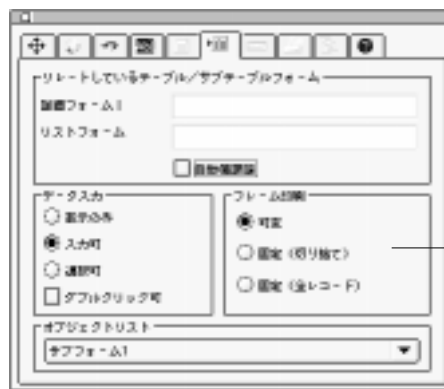 リレートしているテーブル/サブテーブルフォーム
詳細フォーム1
リストフォーム
自動値確認
データ入力
表示のみ
入力可
選択可
ダブルクリック可
フレーム印刷
可変
固定（切り捨て）
固定（全レコード）
オブジェクトリスト
サブフォーム1